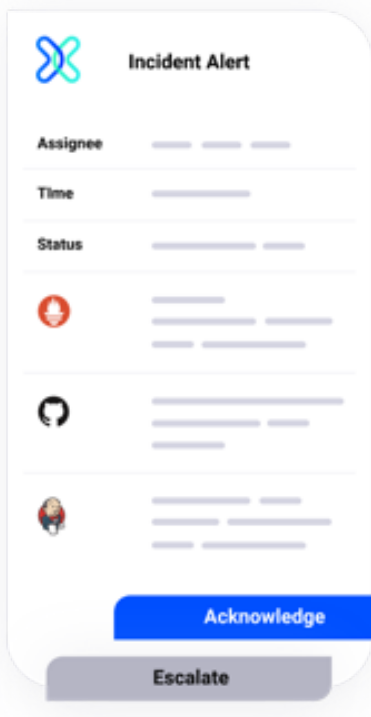 Incident Alert
Assignee
TIme
Status
Acknowledge
Escalate